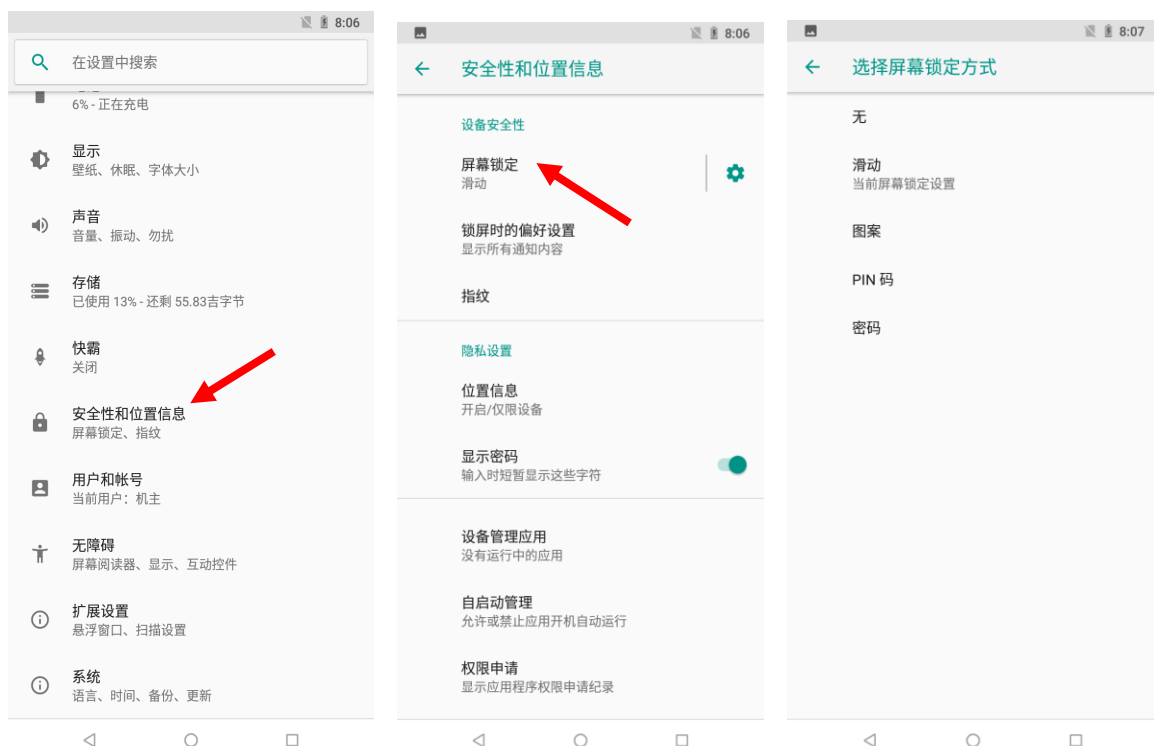 8:06
在设置中搜索
6% - 正在充电
显示
壁纸、休眠、字体大小
声音
音量、振动、勿扰
存储
已使用 13% - 还剩 55.83吉字节
快霸
关闭
安全性和位置信息
屏幕锁定、指纹
用户和帐号
当前用户：机主
无障碍
屏幕阅读器、显示、互动控件
扩展设置
悬浮窗口、扫描设置
系统
语言、时间、备份、更新
8:06
安全性和位置信息
设备安全性
屏幕锁定
滑动
锁屏时的偏好设置
显示所有通知内容
指纹
隐私设置
位置信息
开启/仅限设备
显示密码
输入时短暂显示这些字符
设备管理应用
没有运行中的应用
自启动管理
允许或禁止应用开机自动运行
权限申请
显示应用程序权限申请纪录
8:07
选择屏幕锁定方式
无
滑动
当前屏幕锁定设置
图案
PIN 码
密码